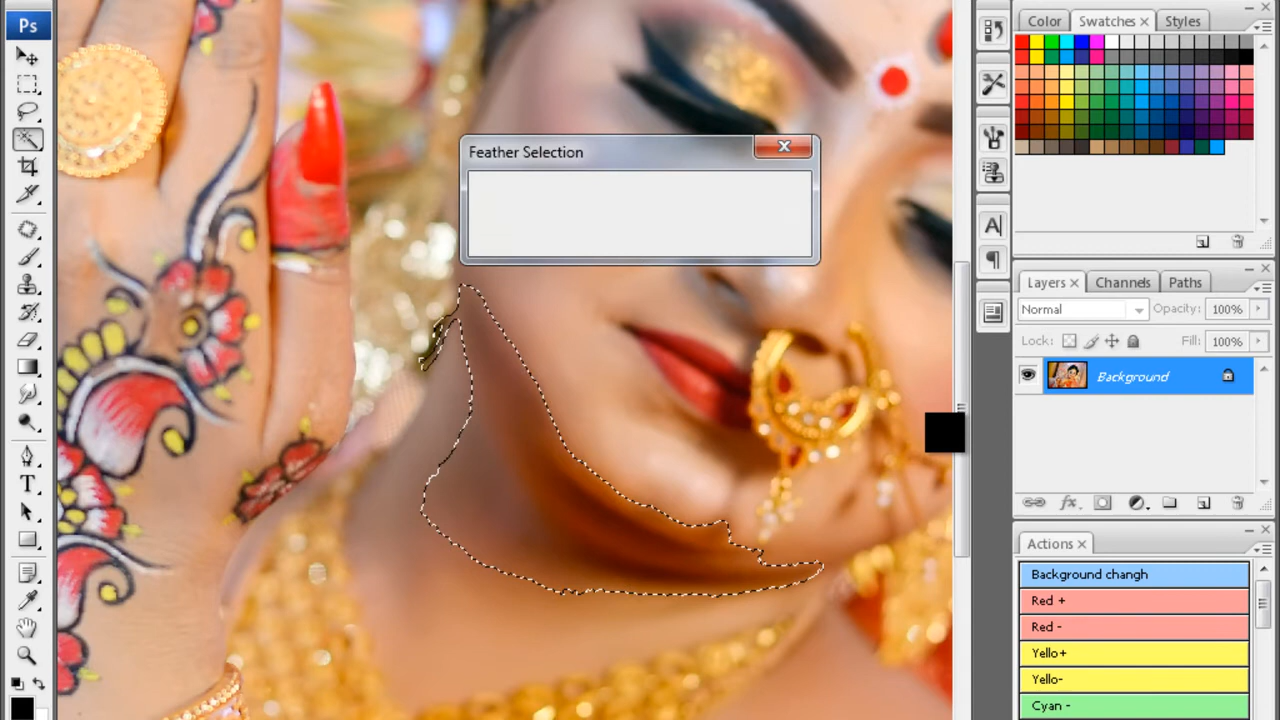 Ps
Color
Swatches
Styles
Feather Selection
Layers
Channels
Paths
Normal
Opacity: 100%
Lock:
Fill: 100%
Background
Actions
Background changh
Red +
Red -
Yello+
Yello-
Cyan -
A
T
fx